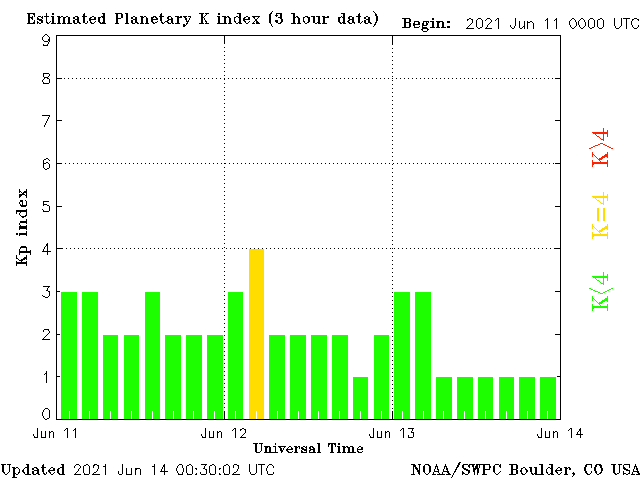 Estimated Planetary K index (3 hour data) Begin: 2021 Jun 11 0000 UTC
9
8
7
6
5
4
3
2
1
0
Kp index
K>4
K=4
K<4
Jun 11 Jun 12 Jun 13 Jun 14
Universal Time
Updated 2021 Jun 14 00:30:02 UTC NOAA/SWPC Boulder, CO USA